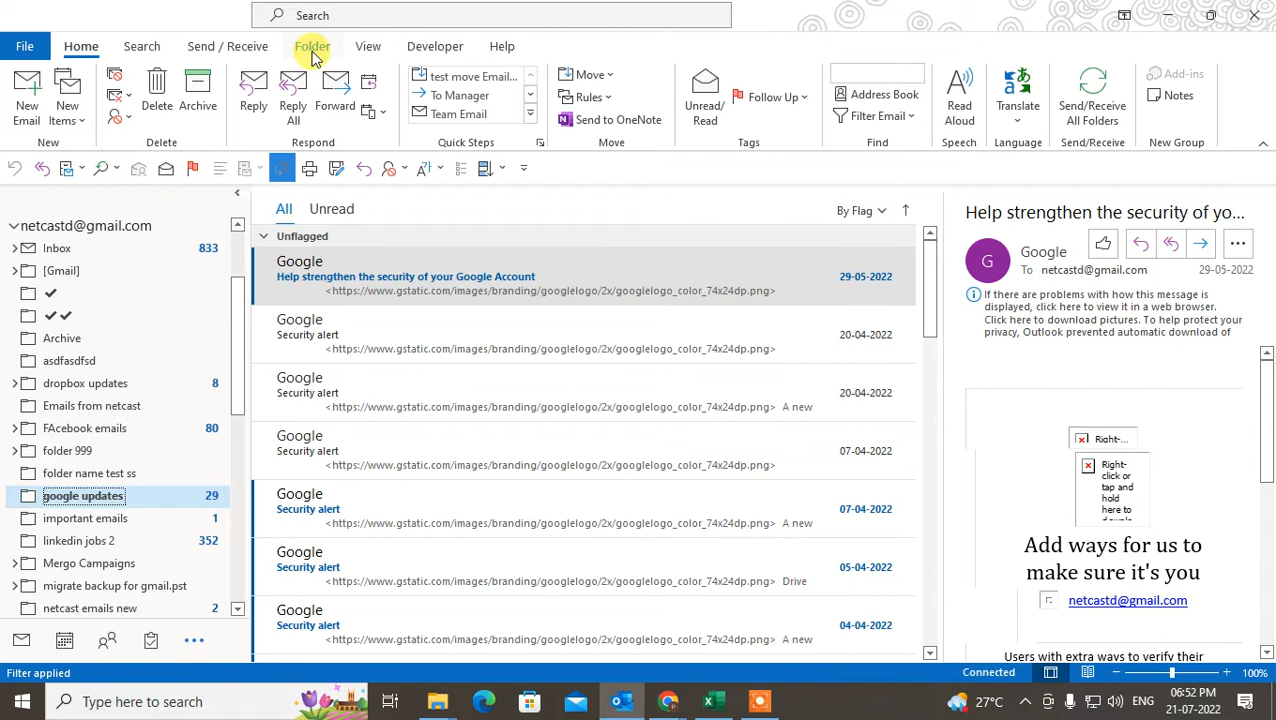 Search
File
Home
Search
Send / Receive
Folder
View
Developer
Help
New
Email
New
Items
Delete
Archive
Reply
Reply
All
Forward
test move Email...
To Manager
Team Email
Move
Rules
Send to OneNote
Unread/
Read
Follow Up
Address Book
Filter Email
Read
Aloud
Translate
Send/Receive
All Folders
Add-ins
Notes
New
Delete
Respond
Quick Steps
Move
Tags
Find
Speech
Language
Send/Receive
New Group
netcastd@gmail.com
Inbox 833
[Gmail]
Archive
asdfasdfsd
dropbox updates 8
Emails from netcast
FAcebook emails 80
folder 999
folder name test ss
google updates 29
important emails 1
linkedin jobs 2 352
Mergo Campaigns
migrate backup for gmail.pst
netcast emails new 2
All
Unread
By Flag
Unflagged
Google
Help strengthen the security of your Google Account 29-05-2022
<https://www.gstatic.com/images/branding/googlelogo/2x/googlelogo_color_74x24dp.png>
Google
Security alert 20-04-2022
<https://www.gstatic.com/images/branding/googlelogo/2x/googlelogo_color_74x24dp.png>
Google
Security alert 20-04-2022
<https://www.gstatic.com/images/branding/googlelogo/2x/googlelogo_color_74x24dp.png> A new
Google
Security alert 07-04-2022
<https://www.gstatic.com/images/branding/googlelogo/2x/googlelogo_color_74x24dp.png>
Google
Security alert 07-04-2022
<https://www.gstatic.com/images/branding/googlelogo/2x/googlelogo_color_74x24dp.png> A new
Google
Security alert 05-04-2022
<https://www.gstatic.com/images/branding/googlelogo/2x/googlelogo_color_74x24dp.png> Drive
Google
Security alert 04-04-2022
<https://www.gstatic.com/images/branding/googlelogo/2x/googlelogo_color_74x24dp.png> A new
Help strengthen the security of yo...
G
Google
To netcastd@gmail.com
29-05-2022
If there are problems with how this message is
displayed, click here to view it in a web browser.
Click here to download pictures. To help protect your
privacy, Outlook prevented automatic download of
Right-...
Right-
click or
tap and
hold
here to
Add ways for us to
make sure it's you
netcastd@gmail.com
Users with extra ways to verify their
Filter applied
Connected
100%
Type here to search
27°C
ENG
06:52 PM
21-07-2022